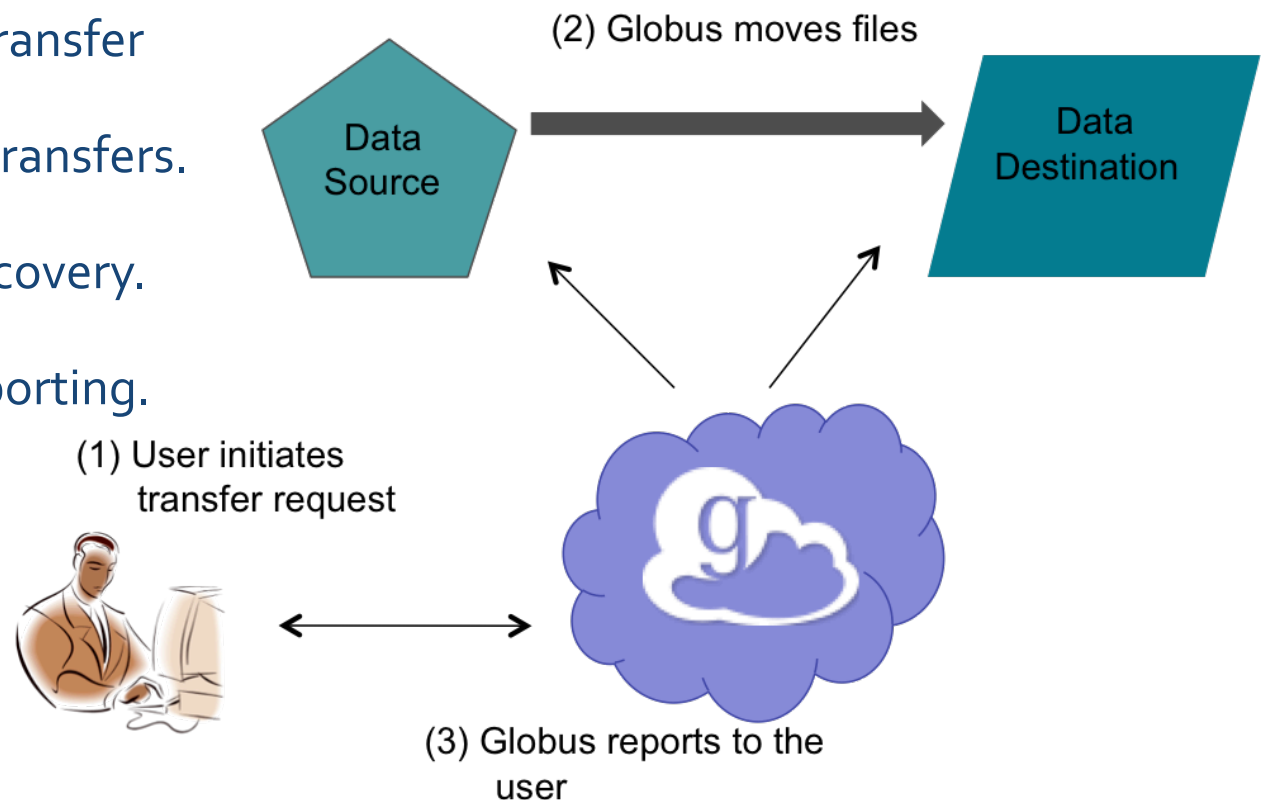 ransfer
(2) Globus moves files
Data
Source
Data
Destination
ransfers.
covery.
porting.
(1) User initiates
transfer request
g
(3) Globus reports to the
user